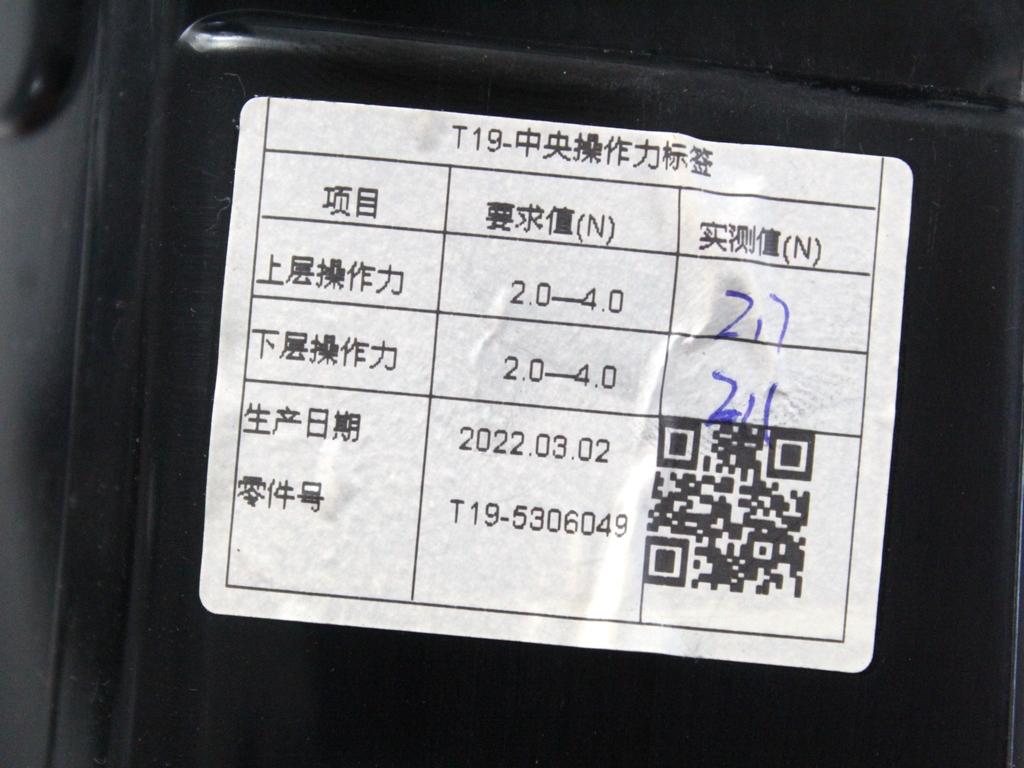 T19-中央操作力标签
项目 要求值(N) 实测值(N)
上层操作力 2.0—4.0 2.7
下层操作力 2.0—4.0 2.1
生产日期 2022.03.02
零件号 T19-5306049